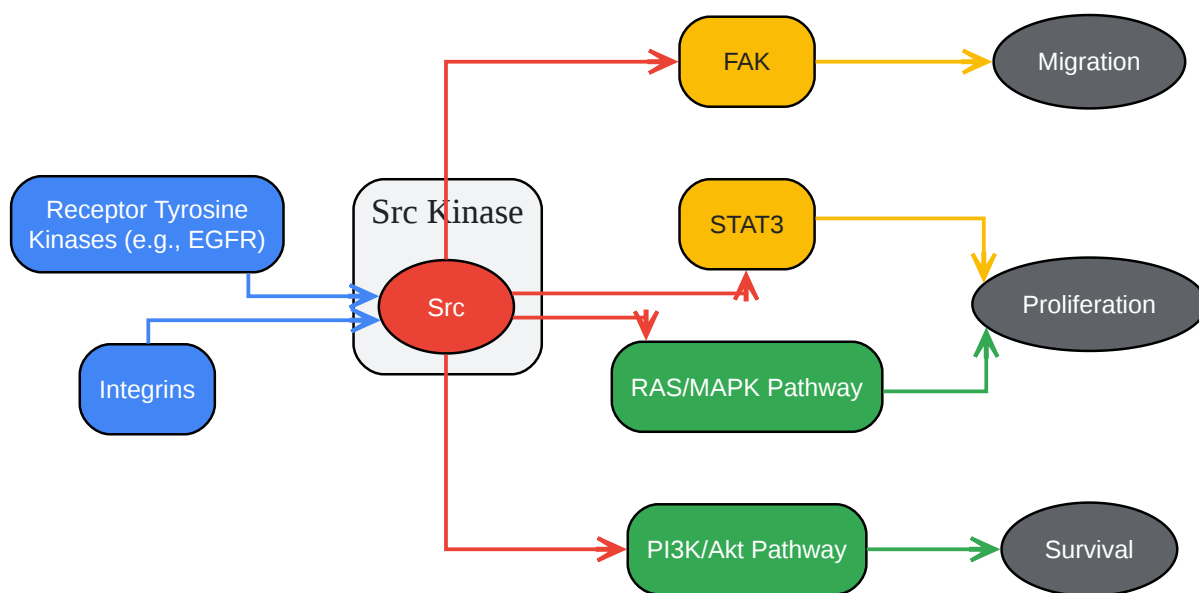 FAK
Migration
Receptor Tyrosine
Kinases (e.g., EGFR)
Src Kinase
STAT3
Src
Proliferation
Integrins
RAS/MAPK Pathway
PI3K/Akt Pathway
Survival